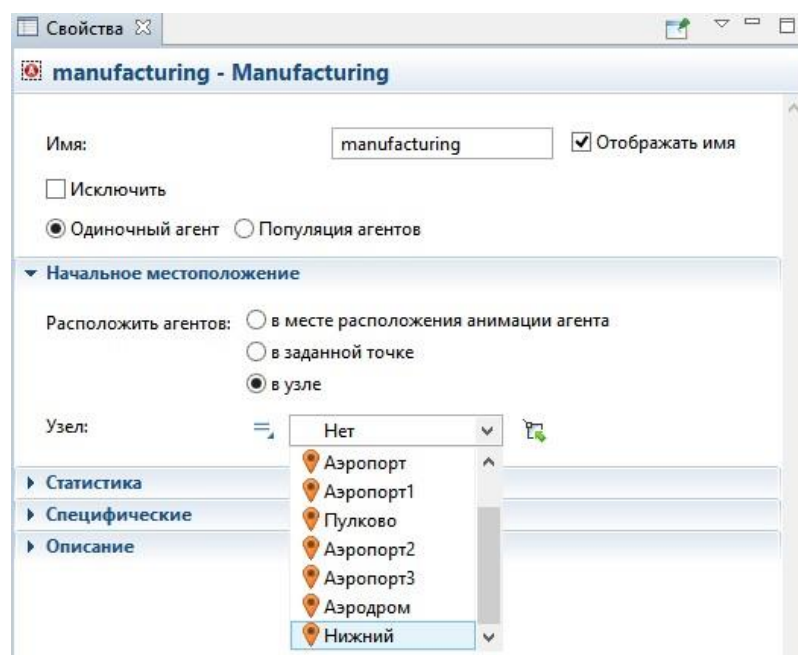 Свойства
manufacturing - Manufacturing
Имя: manufacturing Отображать имя
Исключить
Одиночный агент Популяция агентов
Начальное местоположение
Расположить агентов: в месте расположения анимации агента
в заданной точке
в узле
Узел: Нет
Аэропорт
Статистика
Аэропорт1
Специфические
Пулково
Описание
Аэропорт2
Аэропорт3
Аэродром
Нижний